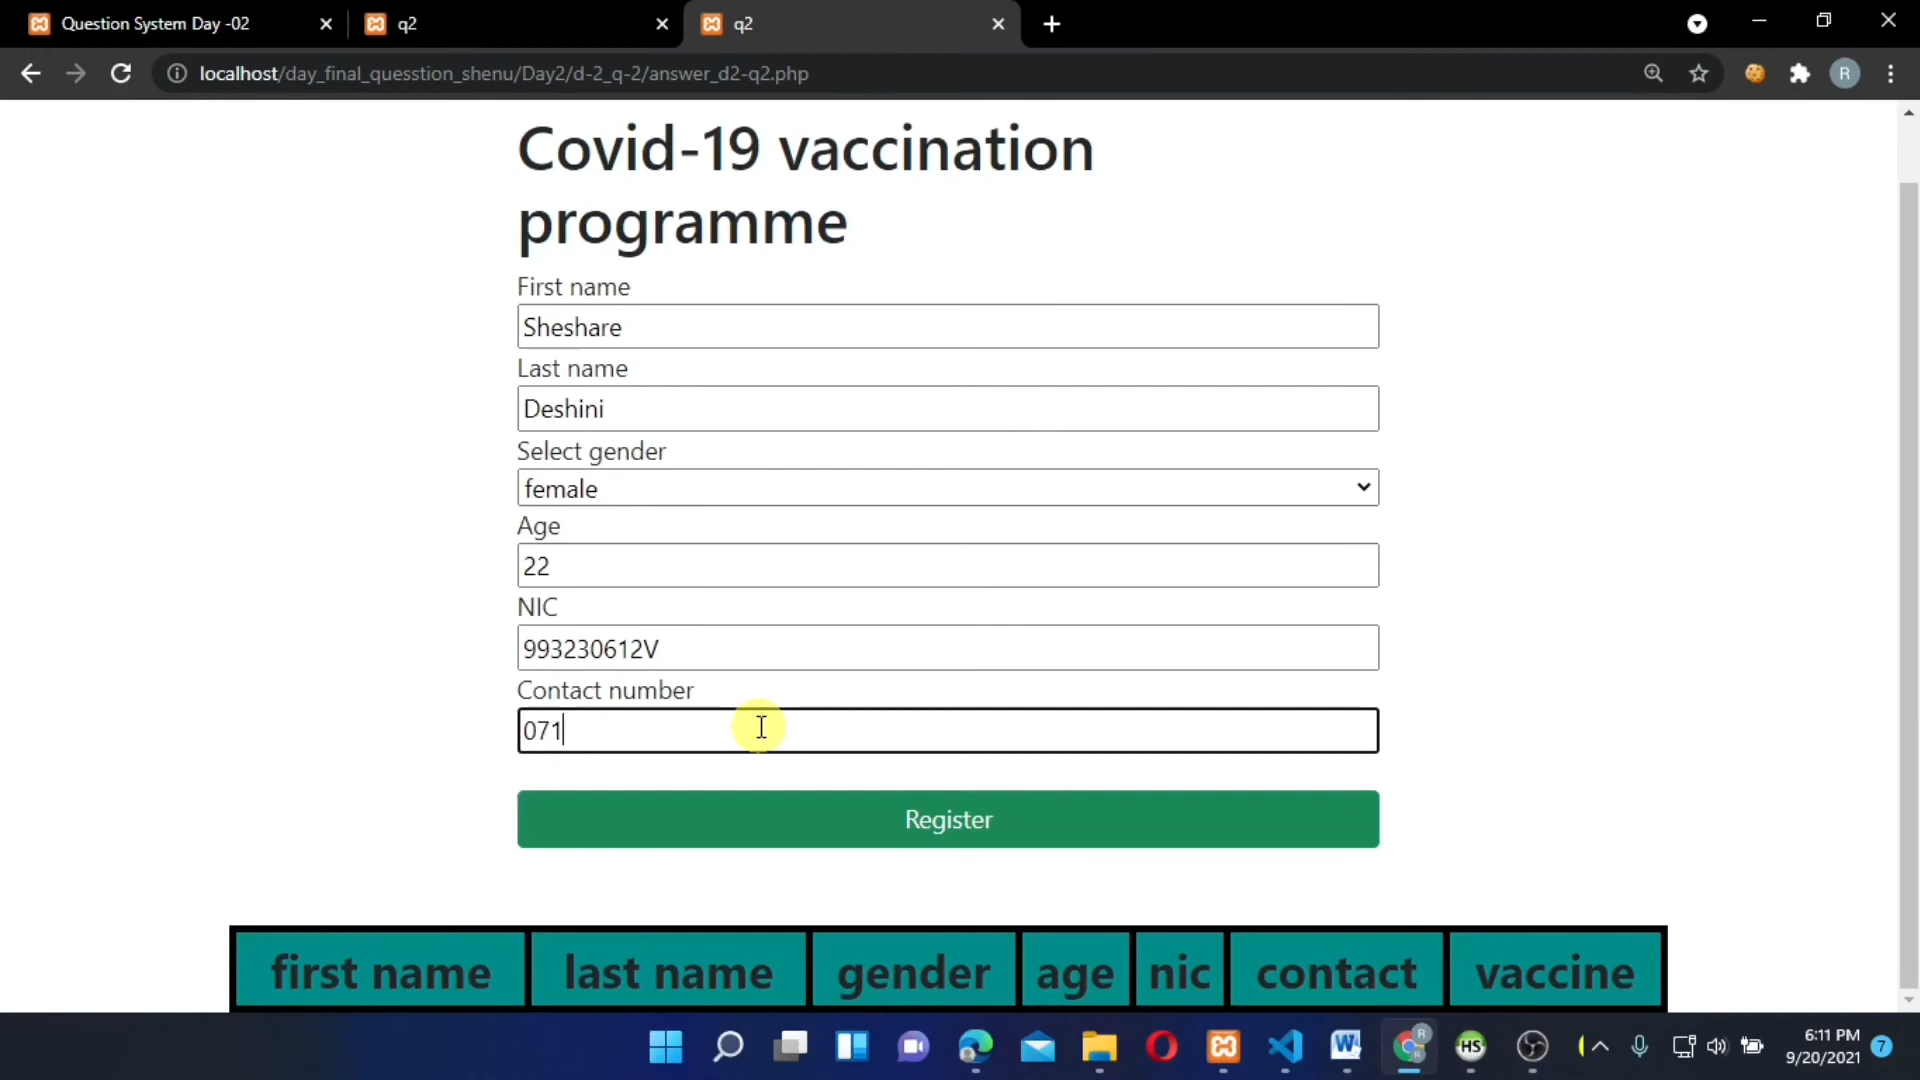 Question System Day -02
q2
q2
localhost/day_final_quesstion_shenu/Day2/d-2_q-2/answer_d2-q2.php
R
Covid-19 vaccination
programme
First name
Sheshare
Last name
Deshini
Select gender
female
Age
22
NIC
993230612V
Contact number
071
Register
first name last name gender age nic contact vaccine
R
HS
6:11 PM
9/20/2021
7